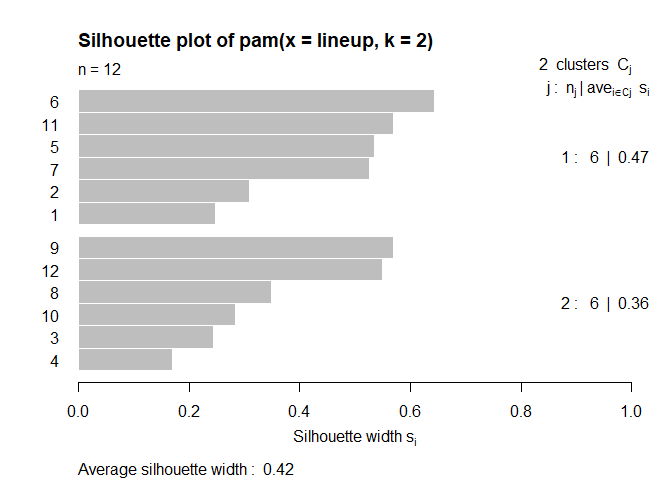 Silhouette plot of pam(x = lineup, k = 2)
n = 12
2 clusters Cj
j : nj | avei∈Cj si
6
11
5
7
2
1
1 : 6 | 0.47
9
12
8
10
3
4
2 : 6 | 0.36
0.0 0.2 0.4 0.6 0.8 1.0
Silhouette width si
Average silhouette width : 0.42